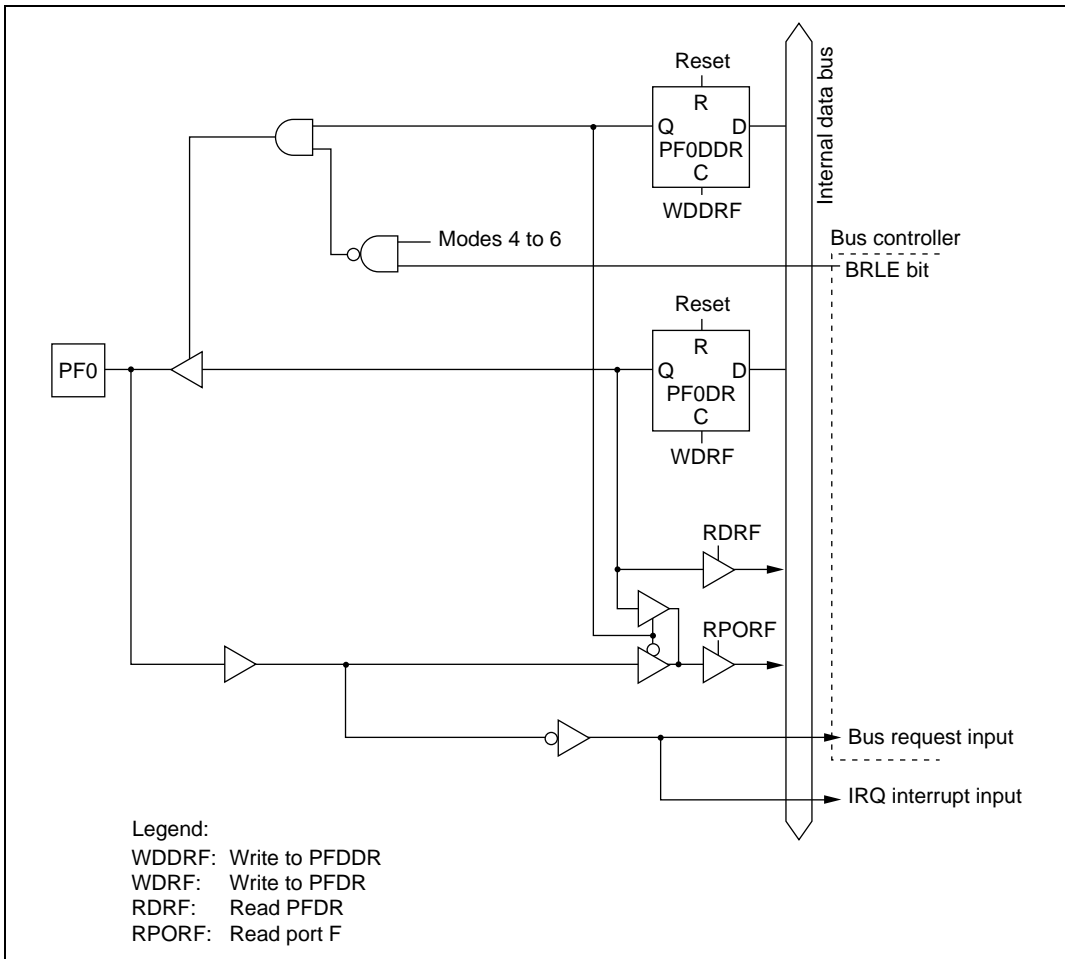 Reset
R
Q D
PF0DDR
C
WDDRF
Internal data bus
Modes 4 to 6
Bus controller
BRLE bit
Reset
R
PF0
Q D
PF0DR
C
WDRF
RDRF
RPORF
Bus request input
IRQ interrupt input
Legend:
WDDRF: Write to PFDDR
WDRF: Write to PFDR
RDRF: Read PFDR
RPORF: Read port F